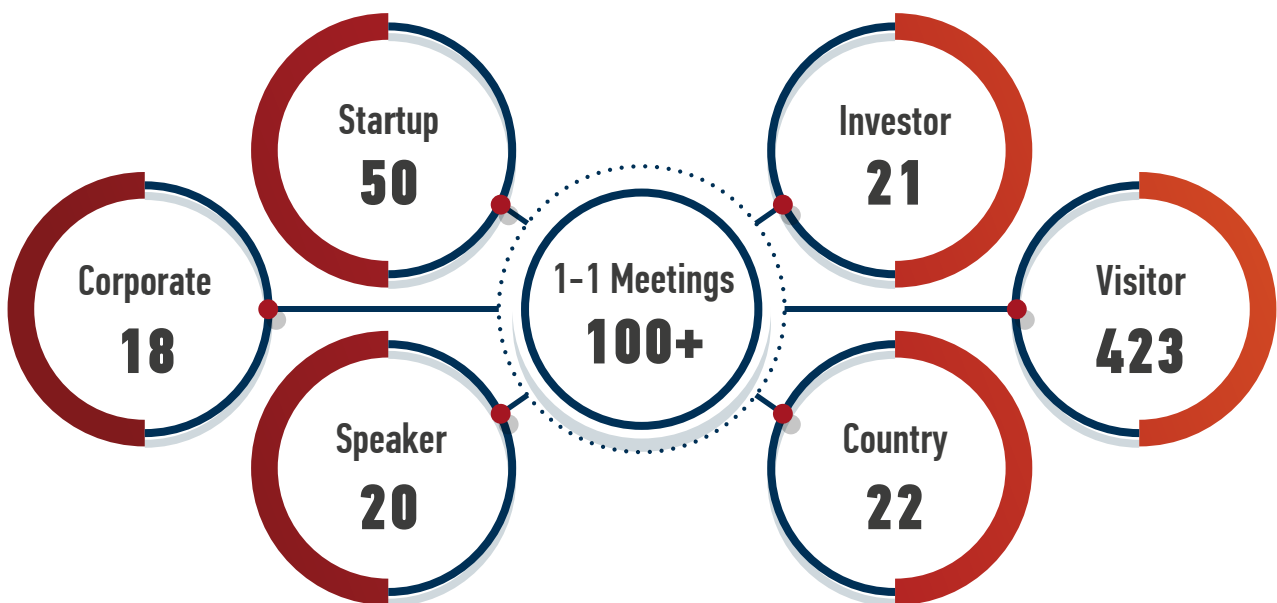 Startup
50
Investor
21
Corporate
18
1-1 Meetings
100+
Visitor
423
Speaker
20
Country
22